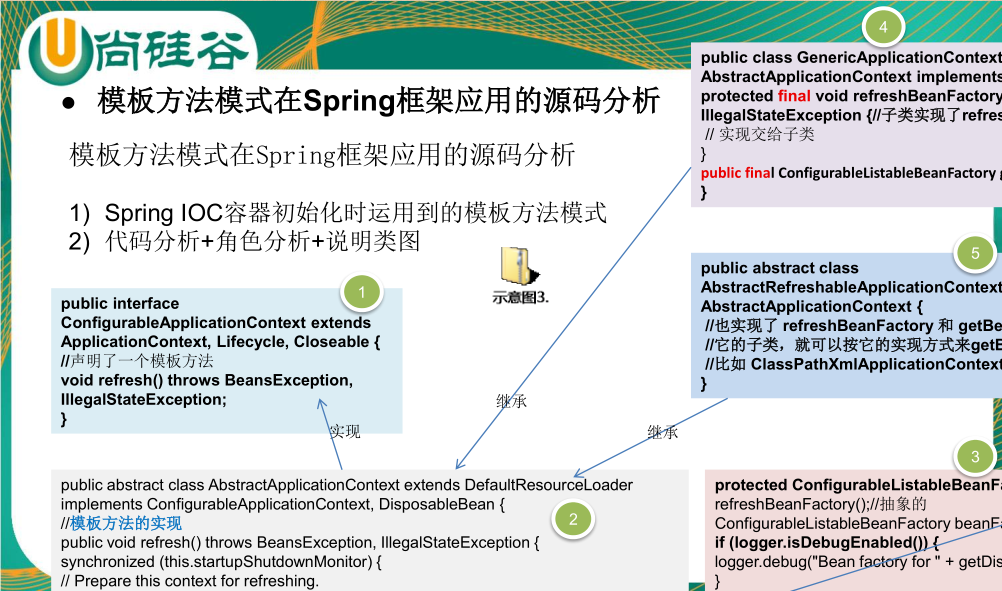 尚硅谷
● 模板方法模式在Spring框架应用的源码分析
模板方法模式在Spring框架应用的源码分析
1) Spring IOC容器初始化时运用到的模板方法模式
2) 代码分析+角色分析+说明类图
示意图3.
1
public interface
ConfigurableApplicationContext extends
ApplicationContext, Lifecycle, Closeable {
//声明了一个模板方法
void refresh() throws BeansException,
IllegalStateException;
}
实现
继承
继承
4
public class GenericApplicationContext
AbstractApplicationContext implements
protected final void refreshBeanFactory
IllegalStateException {//子类实现了refres
// 实现交给子类
}
public final ConfigurableListableBeanFactory g
}
5
public abstract class
AbstractRefreshableApplicationContext
AbstractApplicationContext {
//也实现了 refreshBeanFactory 和 getBe
//它的子类，就可以按它的实现方式来getB
//比如 ClassPathXmlApplicationContext
}
2
public abstract class AbstractApplicationContext extends DefaultResourceLoader
implements ConfigurableApplicationContext, DisposableBean {
//模板方法的实现
public void refresh() throws BeansException, IllegalStateException {
synchronized (this.startupShutdownMonitor) {
// Prepare this context for refreshing.
3
protected ConfigurableListableBeanFa
refreshBeanFactory();//抽象的
ConfigurableListableBeanFactory beanFa
if (logger.isDebugEnabled()) {
logger.debug("Bean factory for " + getDis
}